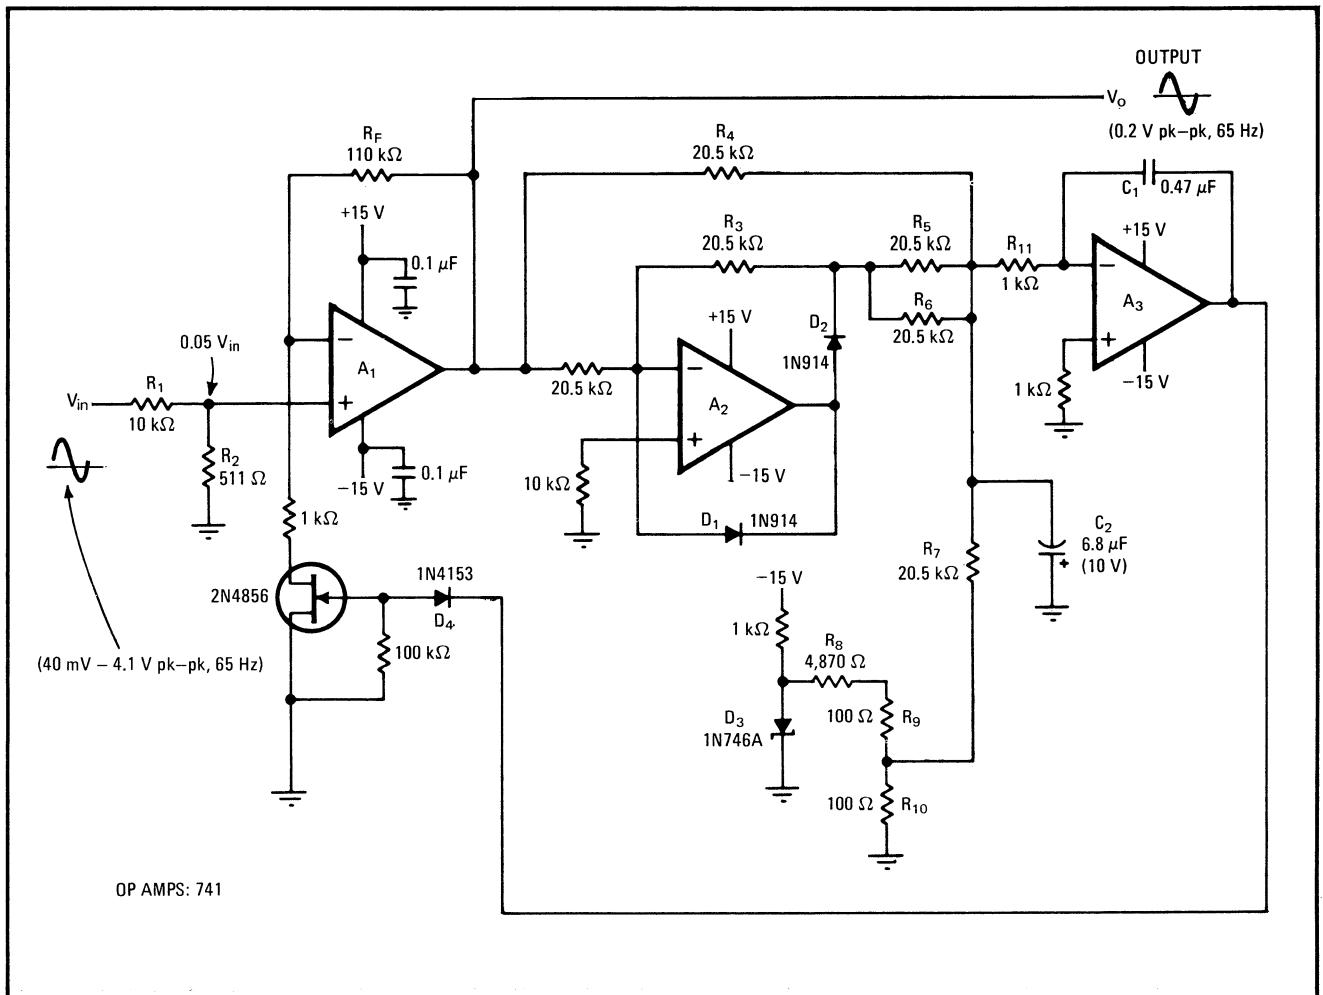 OUTPUT
Vo
(0.2 V pk–pk, 65 Hz)
RF
110 kΩ
R4
20.5 kΩ
C1
0.47 μF
+15 V
0.1 μF
R3
20.5 kΩ
R5
20.5 kΩ
R11
1 kΩ
+15 V
–
A3
+
–15 V
1 kΩ
R6
20.5 kΩ
D2
1N914
+15 V
0.05 Vin
–
A1
+
–
A2
+
–15 V
20.5 kΩ
R1
Vin
10 kΩ
R2
511 Ω
–15 V
0.1 μF
10 kΩ
D1
1N914
1 kΩ
R7
20.5 kΩ
C2
6.8 μF
(10 V)
+
2N4856
1N4153
D4
–15 V
1 kΩ
R8
4,870 Ω
100 kΩ
(40 mV – 4.1 V pk–pk, 65 Hz)
D3
1N746A
100 Ω
R9
100 Ω
R10
OP AMPS: 741